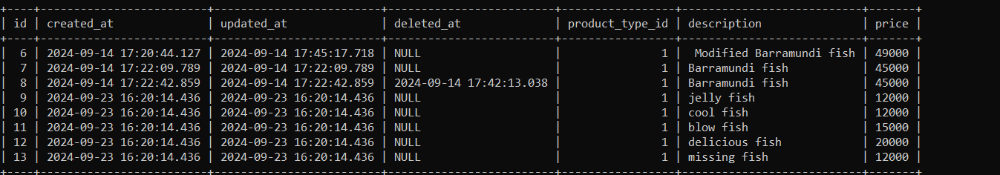 +----+-------------------------+-------------------------+-------------------------+-----------------+--------------------------+-------+
| id | created_at              | updated_at              | deleted_at              | product_type_id | description              | price |
+----+-------------------------+-------------------------+-------------------------+-----------------+--------------------------+-------+
|  6 | 2024-09-14 17:20:44.127 | 2024-09-14 17:45:17.718 | NULL                    |               1 |  Modified Barramundi fish | 49000 |
|  7 | 2024-09-14 17:22:09.789 | 2024-09-14 17:22:09.789 | NULL                    |               1 | Barramundi fish          | 45000 |
|  8 | 2024-09-14 17:22:42.859 | 2024-09-14 17:22:42.859 | 2024-09-14 17:42:13.038 |               1 | Barramundi fish          | 45000 |
|  9 | 2024-09-23 16:20:14.436 | 2024-09-23 16:20:14.436 | NULL                    |               1 | jelly fish               | 12000 |
| 10 | 2024-09-23 16:20:14.436 | 2024-09-23 16:20:14.436 | NULL                    |               1 | cool fish                | 12000 |
| 11 | 2024-09-23 16:20:14.436 | 2024-09-23 16:20:14.436 | NULL                    |               1 | blow fish                | 15000 |
| 12 | 2024-09-23 16:20:14.436 | 2024-09-23 16:20:14.436 | NULL                    |               1 | delicious fish           | 20000 |
| 13 | 2024-09-23 16:20:14.436 | 2024-09-23 16:20:14.436 | NULL                    |               1 | missing fish             | 12000 |
+----+-------------------------+-------------------------+-------------------------+-----------------+--------------------------+-------+